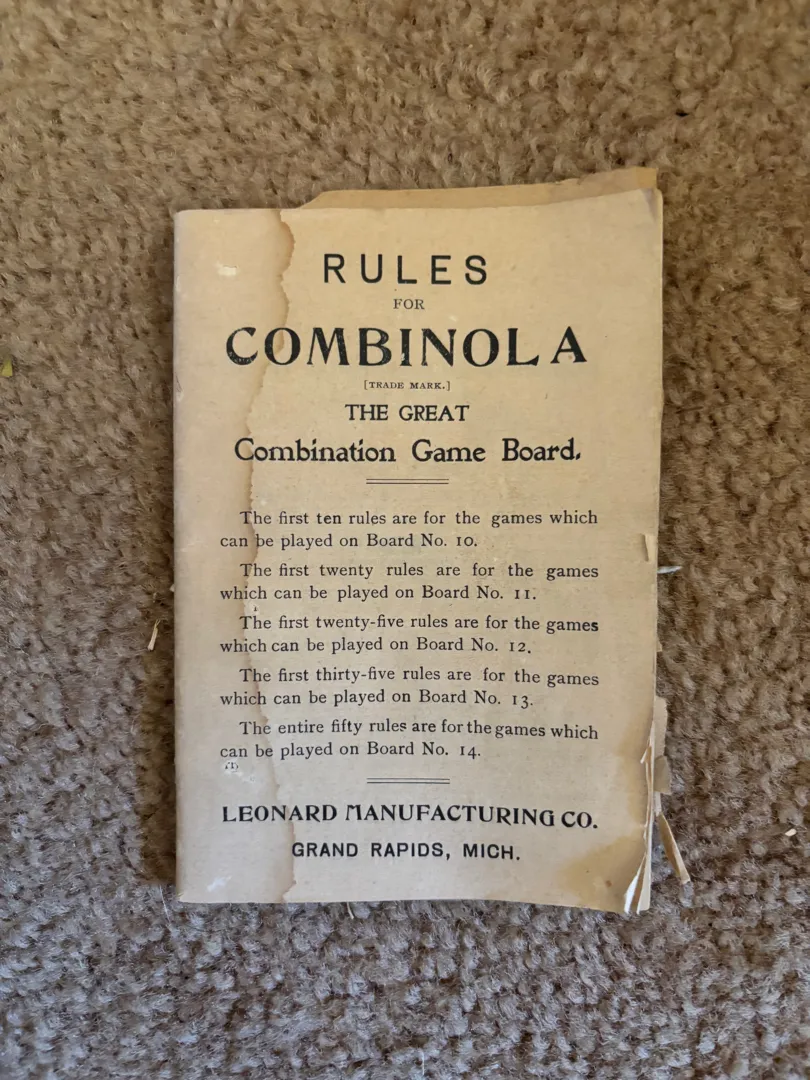 RULES
FOR
COMBINOLA
[TRADE MARK.]
THE GREAT
Combination Game Board.
The first ten rules are for the games which
can be played on Board No. 10.
The first twenty rules are for the games
which can be played on Board No. 11.
The first twenty-five rules are for the games
which can be played on Board No. 12.
The first thirty-five rules are for the games
which can be played on Board No. 13.
The entire fifty rules are for the games which
can be played on Board No. 14.
LEONARD MANUFACTURING CO.
GRAND RAPIDS, MICH.